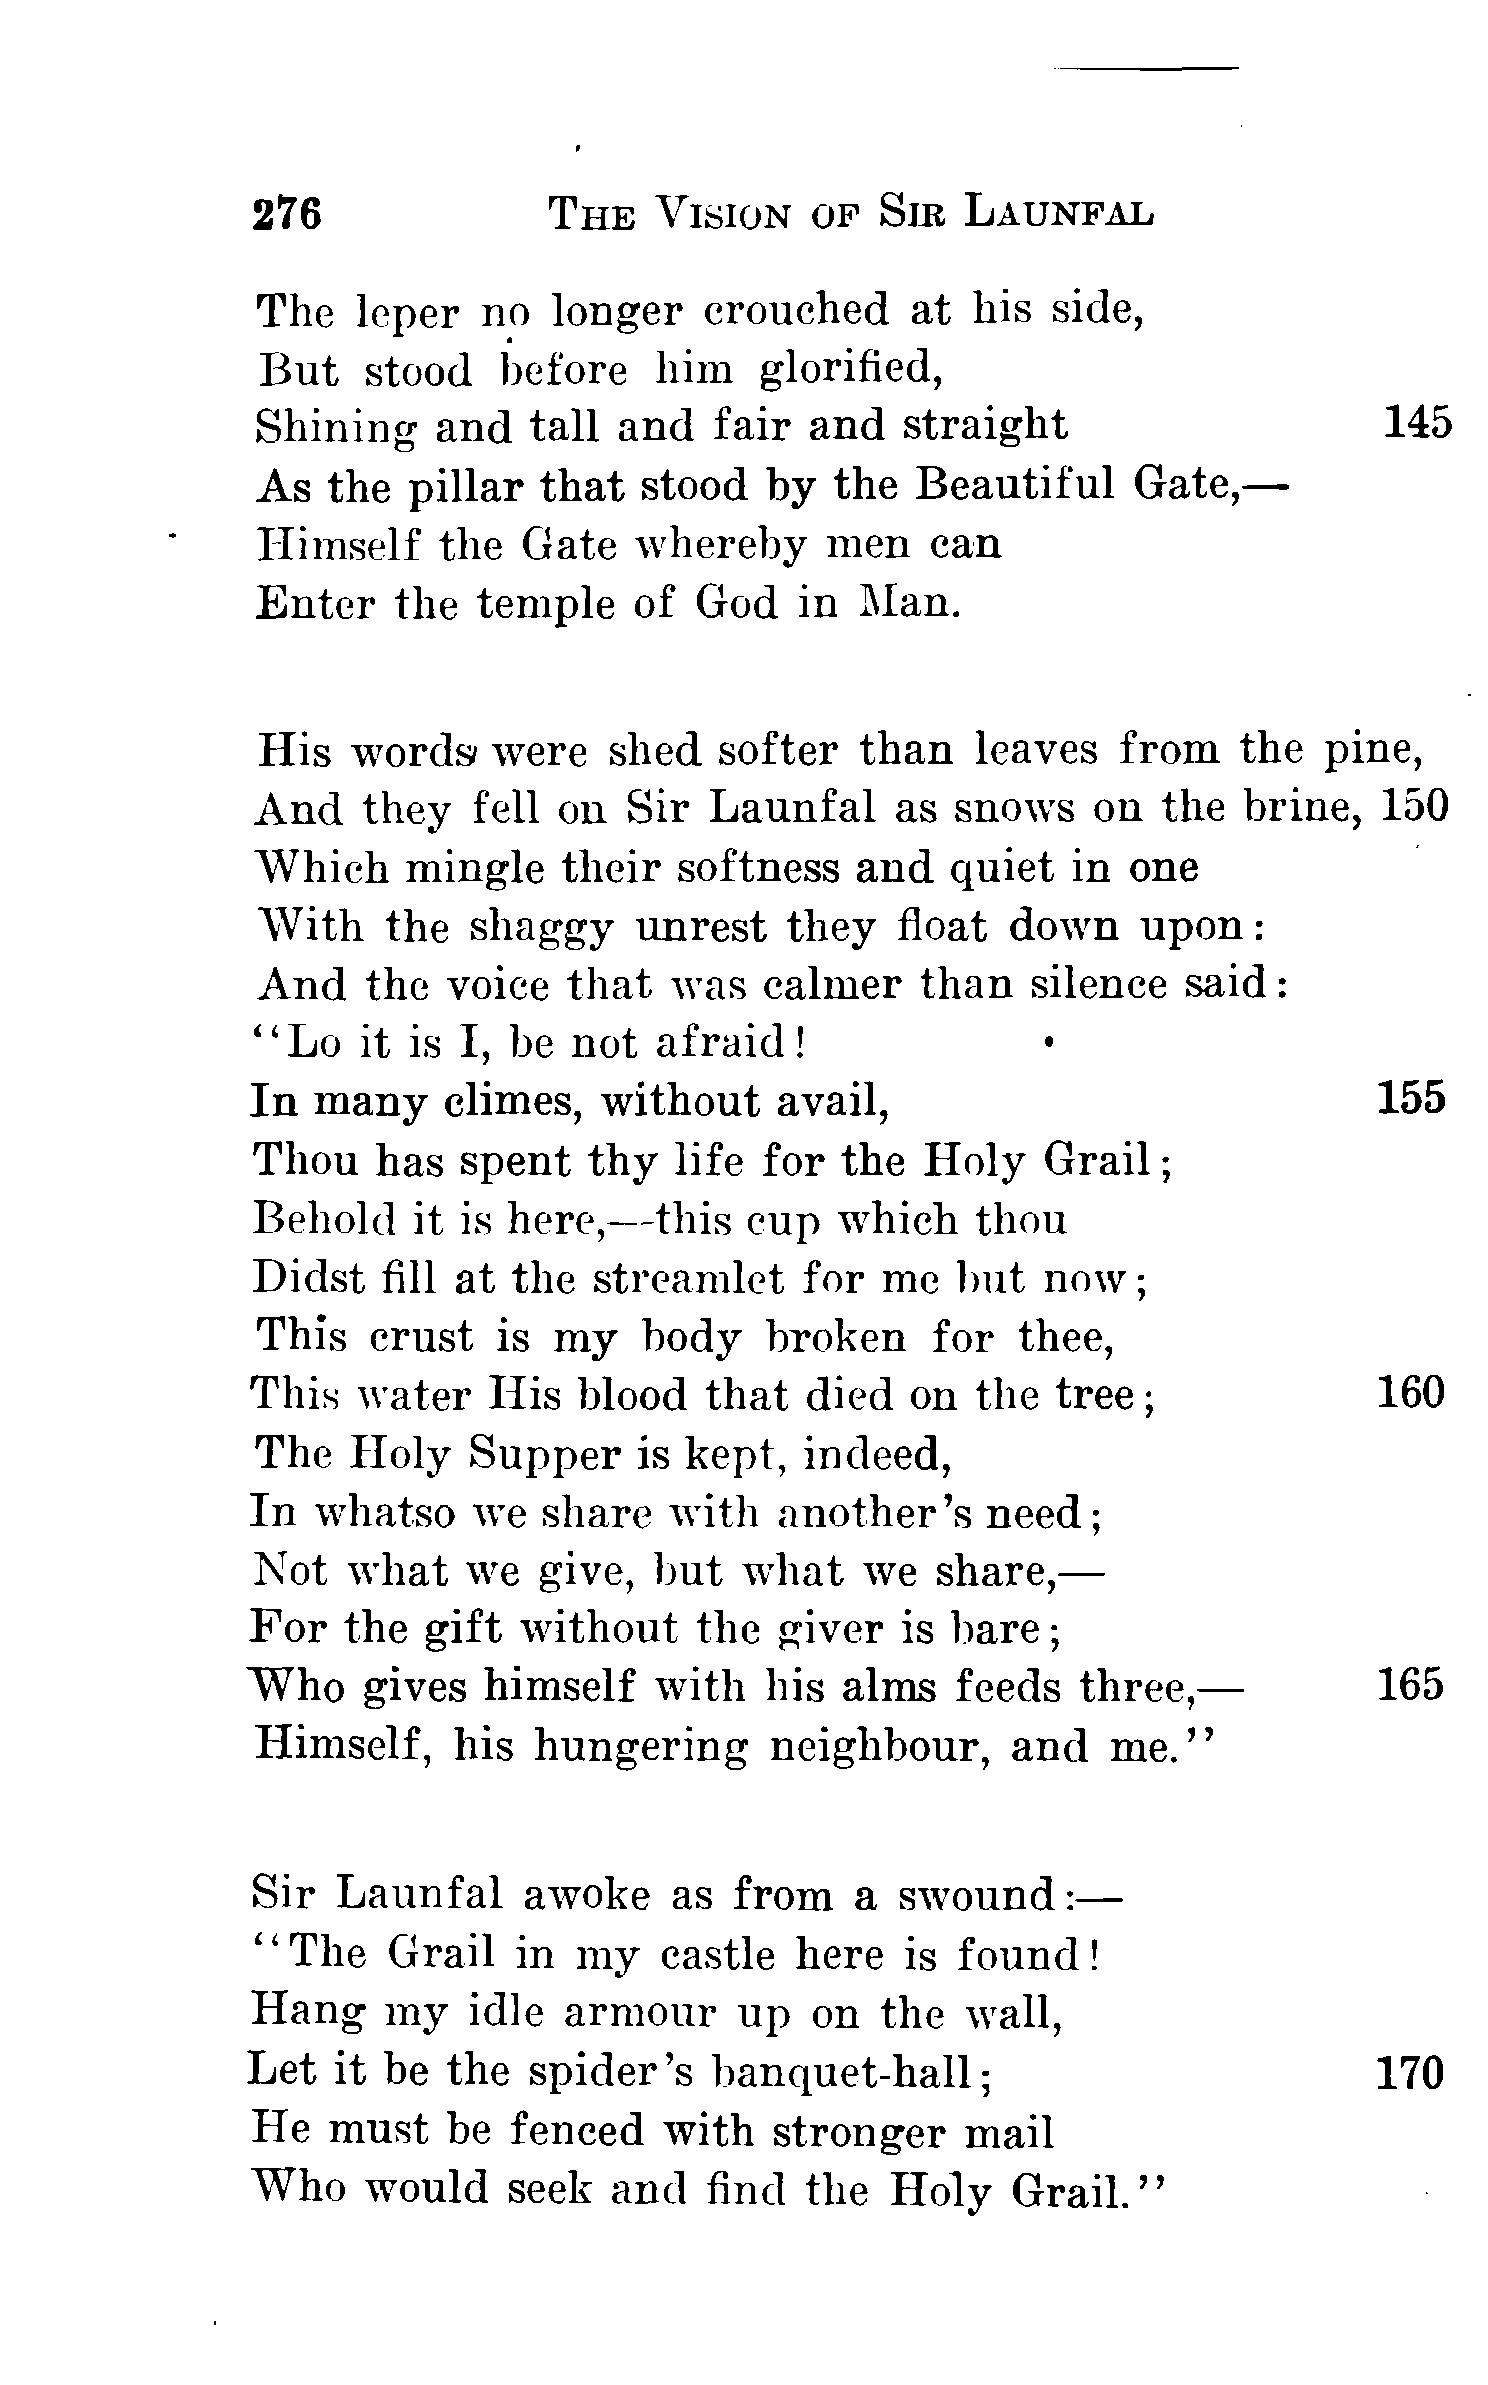 276 The Vision of Sir Launfal
The leper no longer crouched at his side,
But stood before him glorified,
Shining and tall and fair and straight 145
As the pillar that stood by the Beautiful Gate,—
Himself the Gate whereby men can
Enter the temple of God in Man.
His words were shed softer than leaves from the pine,
And they fell on Sir Launfal as snows on the brine, 150
Which mingle their softness and quiet in one
With the shaggy unrest they float down upon:
And the voice that was calmer than silence said:
"Lo it is I, be not afraid!
In many climes, without avail, 155
Thou has spent thy life for the Holy Grail;
Behold it is here,—this cup which thou
Didst fill at the streamlet for me but now;
This crust is my body broken for thee,
This water His blood that died on the tree; 160
The Holy Supper is kept, indeed,
In whatso we share with another's need;
Not what we give, but what we share,—
For the gift without the giver is bare;
Who gives himself with his alms feeds three,— 165
Himself, his hungering neighbour, and me."
Sir Launfal awoke as from a swound:—
"The Grail in my castle here is found!
Hang my idle armour up on the wall,
Let it be the spider's banquet-hall; 170
He must be fenced with stronger mail
Who would seek and find the Holy Grail."